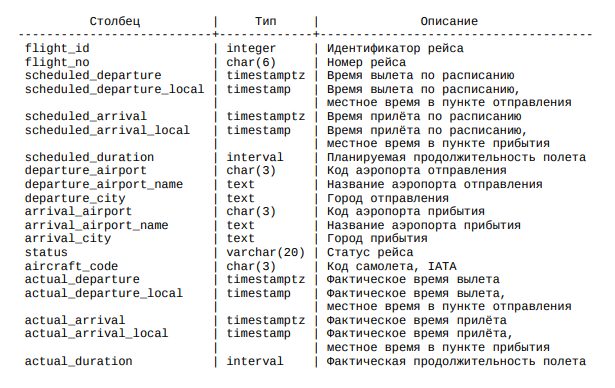 Столбец | Тип | Описание
---------------------------+-------------+--------------------------------------
flight_id | integer | Идентификатор рейса
flight_no | char(6) | Номер рейса
scheduled_departure | timestamptz | Время вылета по расписанию
scheduled_departure_local | timestamp | Время вылета по расписанию,
| | местное время в пункте отправления
scheduled_arrival | timestamptz | Время прилёта по расписанию
scheduled_arrival_local | timestamp | Время прилёта по расписанию,
| | местное время в пункте прибытия
scheduled_duration | interval | Планируемая продолжительность полета
departure_airport | char(3) | Код аэропорта отправления
departure_airport_name | text | Название аэропорта отправления
departure_city | text | Город отправления
arrival_airport | char(3) | Код аэропорта прибытия
arrival_airport_name | text | Название аэропорта прибытия
arrival_city | text | Город прибытия
status | varchar(20) | Статус рейса
aircraft_code | char(3) | Код самолета, IATA
actual_departure | timestamptz | Фактическое время вылета
actual_departure_local | timestamp | Фактическое время вылета,
| | местное время в пункте отправления
actual_arrival | timestamptz | Фактическое время прилёта
actual_arrival_local | timestamp | Фактическое время прилёта,
| | местное время в пункте прибытия
actual_duration | interval | Фактическая продолжительность полета